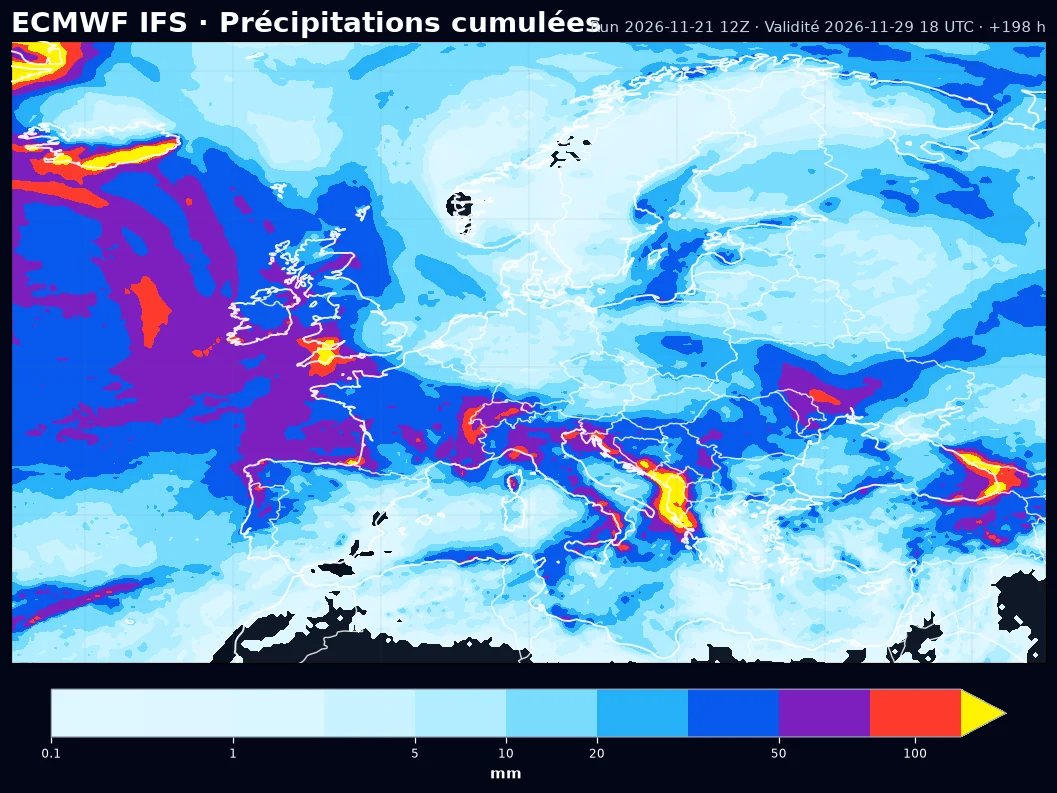 ECMWF IFS · Précipitations cumulées
Run 2026-11-21 12Z · Validité 2026-11-29 18 UTC · +198 h
0.1 1 5 10 20 50 100
mm